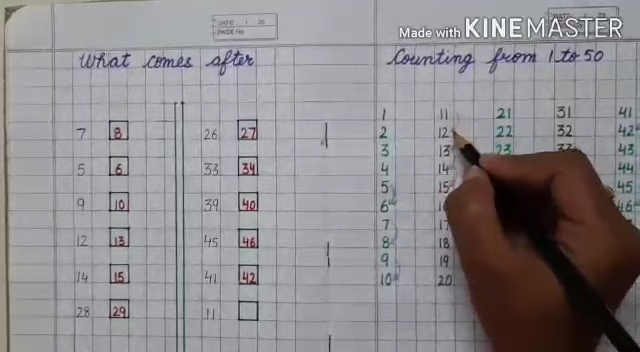 DATE / 20
PAGE No
Made with KINEMASTER
What comes after
Counting from 1 to 50
7 8 26 27
5 6 33 34
9 10 39 40
12 13 45 46
14 15 41 42
28 29 11
1 11 21 31 41
2 12 22 32 42
3 13 23 33 43
4 14 44
5 15 45
6 46
7 17
8 18
9 19
10 20